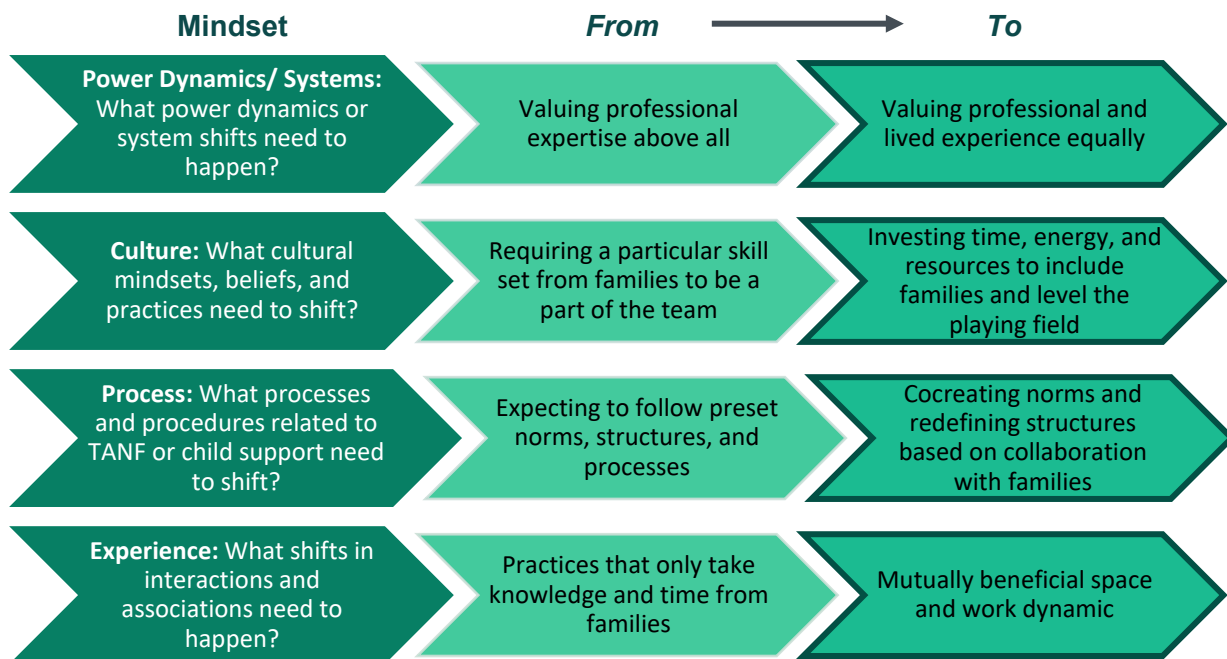 Mindset
From
To
Power Dynamics/ Systems:
What power dynamics or
system shifts need to
happen?
Valuing professional
expertise above all
Valuing professional and
lived experience equally
Culture: What cultural
mindsets, beliefs, and
practices need to shift?
Requiring a particular skill
set from families to be a
part of the team
Investing time, energy, and
resources to include
families and level the
playing field
Process: What processes
and procedures related to
TANF or child support need
to shift?
Expecting to follow preset
norms, structures, and
processes
Cocreating norms and
redefining structures
based on collaboration
with families
Experience: What shifts in
interactions and
associations need to
happen?
Practices that only take
knowledge and time from
families
Mutually beneficial space
and work dynamic